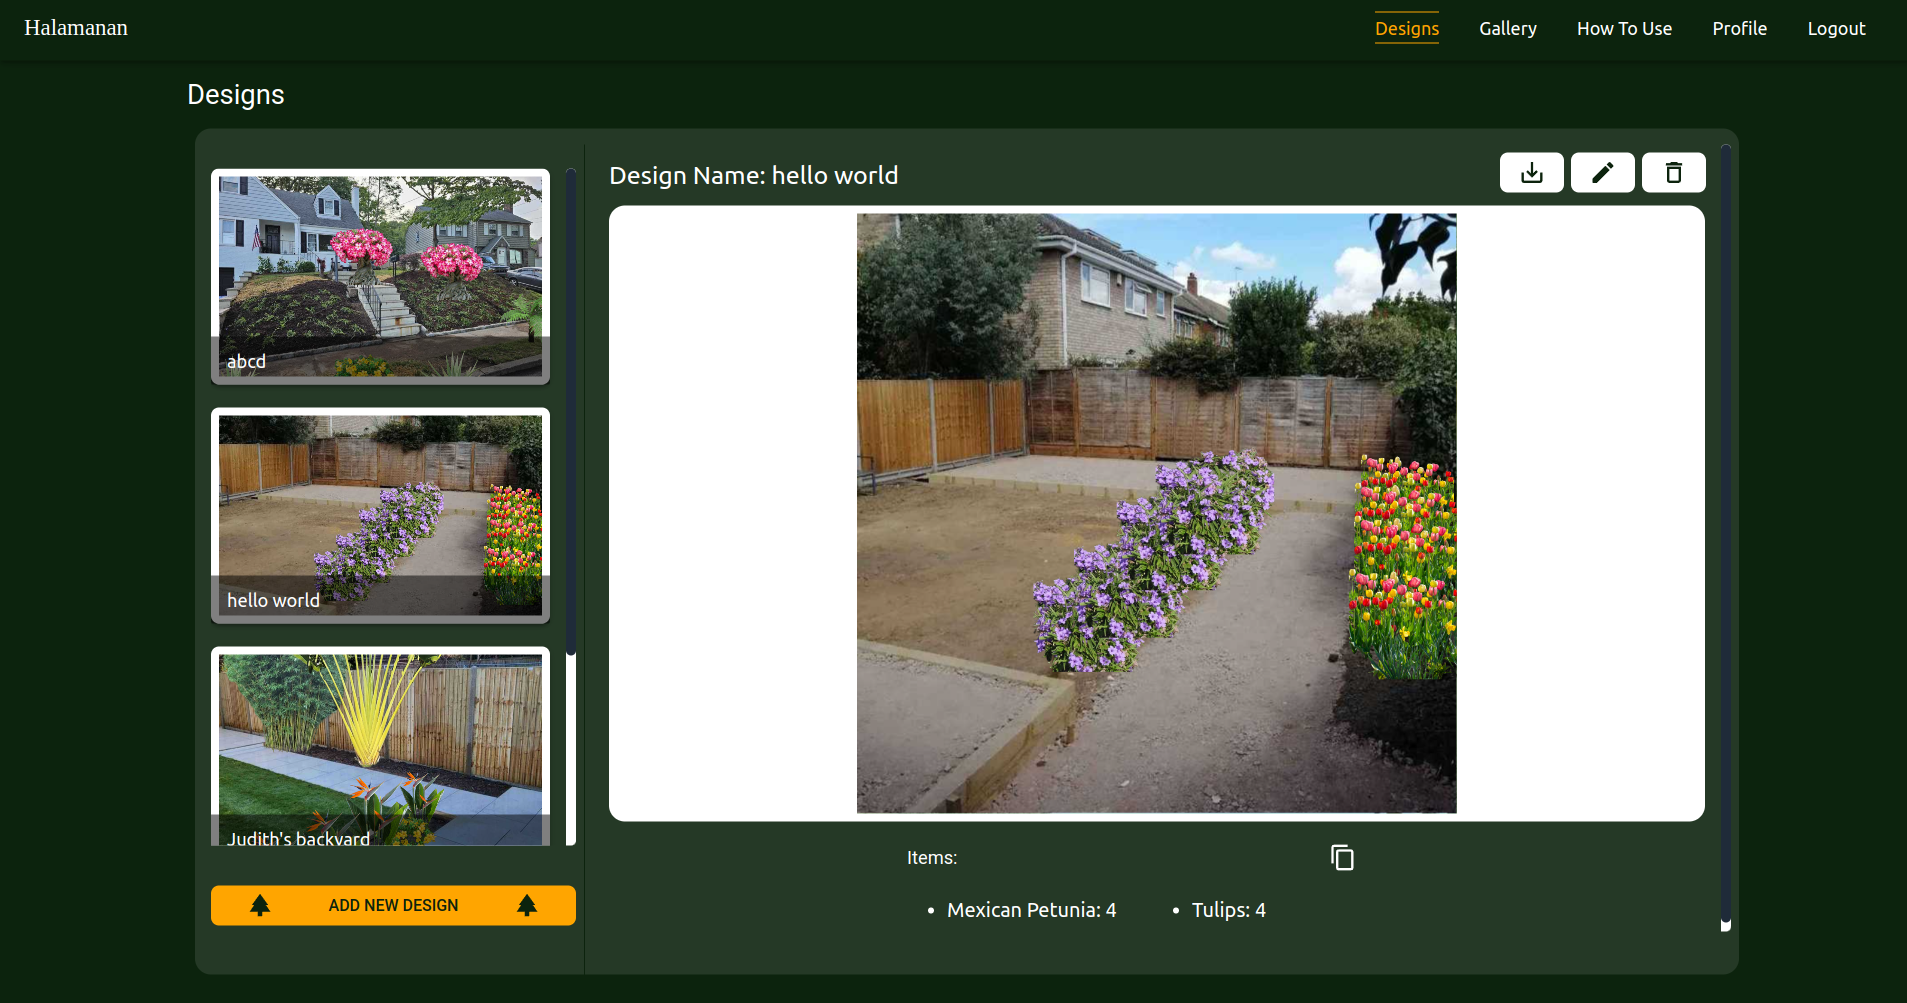 Halamanan
Designs
Gallery
How To Use
Profile
Logout
Designs
abcd
hello world
Judith's backyard
ADD NEW DESIGN
Design Name: hello world
Items:
Mexican Petunia: 4
Tulips: 4